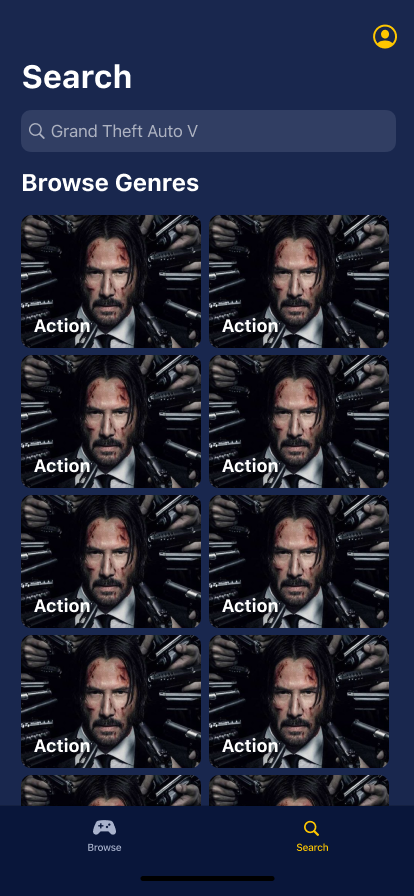 Search
Grand Theft Auto V
Browse Genres
Action
Action
Action
Action
Action
Action
Action
Action
Browse
Search